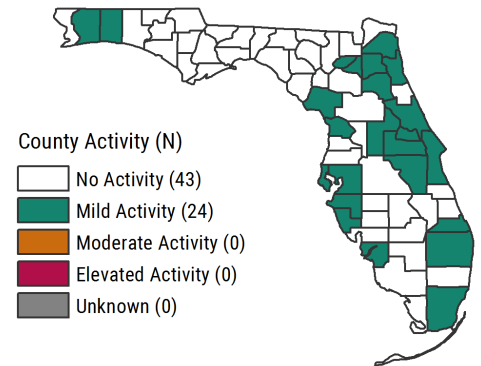 County Activity (N)
No Activity (43)
Mild Activity (24)
Moderate Activity (0)
Elevated Activity (0)
Unknown (0)